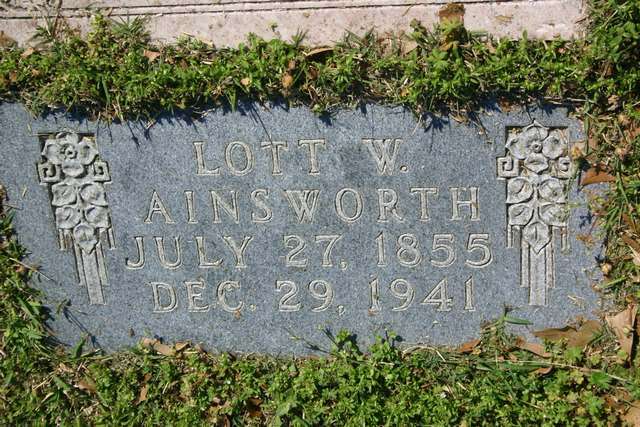 LOTT W.
AINSWORTH
JULY 27, 1855
DEC. 29, 1941